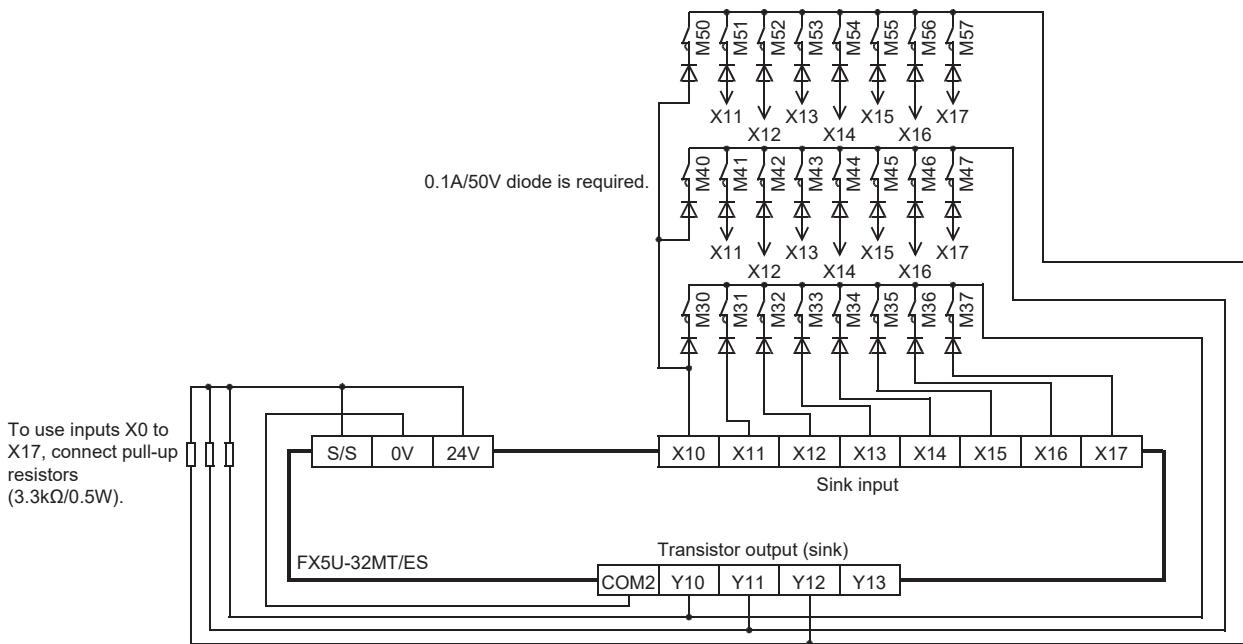 M50 M51 M52 M53 M54 M55 M56 M57
X11 X13 X15 X17
X12 X14 X16
0.1A/50V diode is required.
M40 M41 M42 M43 M44 M45 M46 M47
X11 X13 X15 X17
X12 X14 X16
M30 M31 M32 M33 M34 M35 M36 M37
To use inputs X0 to
X17, connect pull-up
resistors
(3.3kΩ/0.5W).
S/S 0V 24V
X10 X11 X12 X13 X14 X15 X16 X17
Sink input
FX5U-32MT/ES
Transistor output (sink)
COM2 Y10 Y11 Y12 Y13